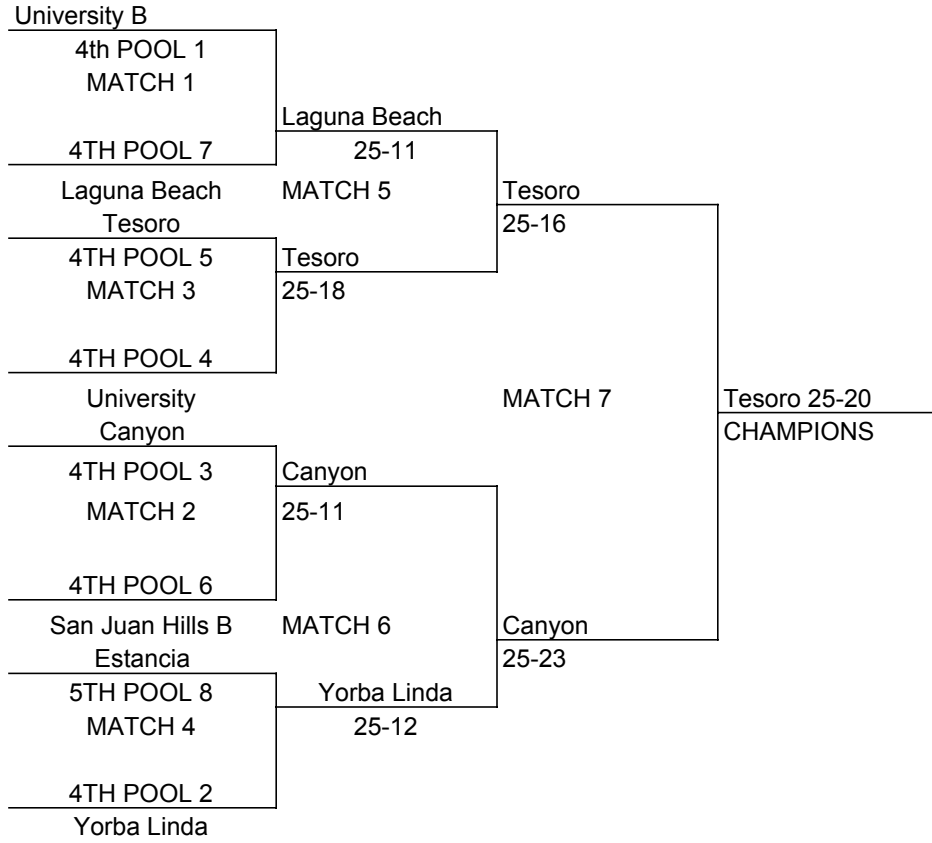 University B
4th POOL 1
MATCH 1
Laguna Beach
4TH POOL 7
25-11
Laguna Beach
MATCH 5
Tesoro
Tesoro
25-16
4TH POOL 5
Tesoro
MATCH 3
25-18
4TH POOL 4
University
MATCH 7
Tesoro 25-20
Canyon
CHAMPIONS
4TH POOL 3
Canyon
MATCH 2
25-11
4TH POOL 6
San Juan Hills B
MATCH 6
Canyon
Estancia
25-23
5TH POOL 8
Yorba Linda
MATCH 4
25-12
4TH POOL 2
Yorba Linda